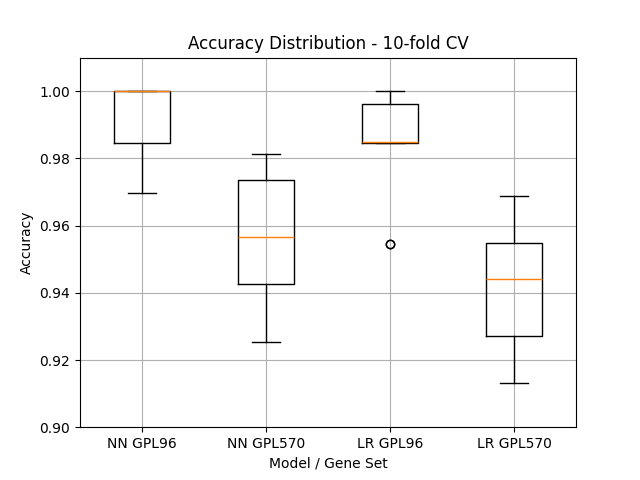 Accuracy Distribution - 10-fold CV
1.00
0.98
0.96
0.94
0.92
0.90
Accuracy
NN GPL96 NN GPL570 LR GPL96 LR GPL570
Model / Gene Set